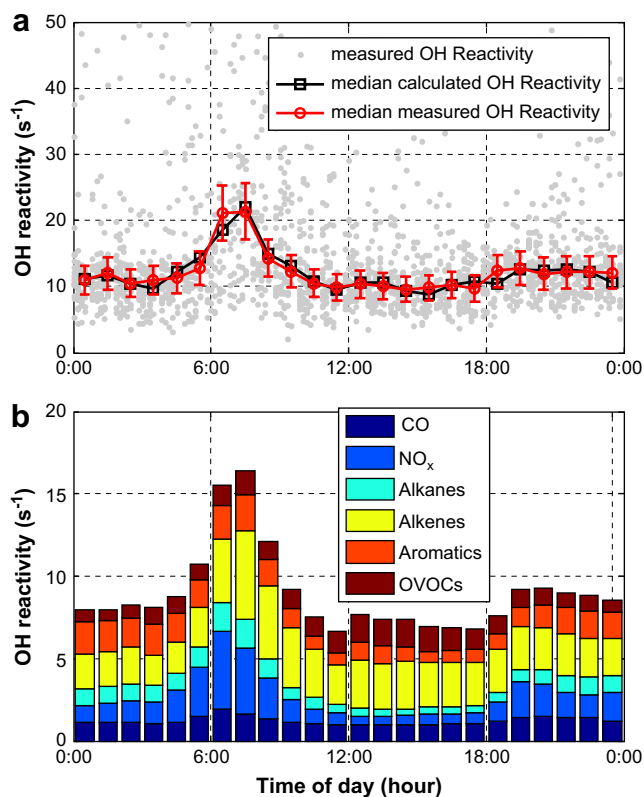 a
50
40
30
20
10
0
OH reactivity (s⁻¹)
measured OH Reactivity
median calculated OH Reactivity
median measured OH Reactivity
0:00 6:00 12:00 18:00 0:00
b
20
15
10
5
0
OH reactivity (s⁻¹)
CO
NOₓ
Alkanes
Alkenes
Aromatics
OVOCs
0:00 6:00 12:00 18:00 0:00
Time of day (hour)